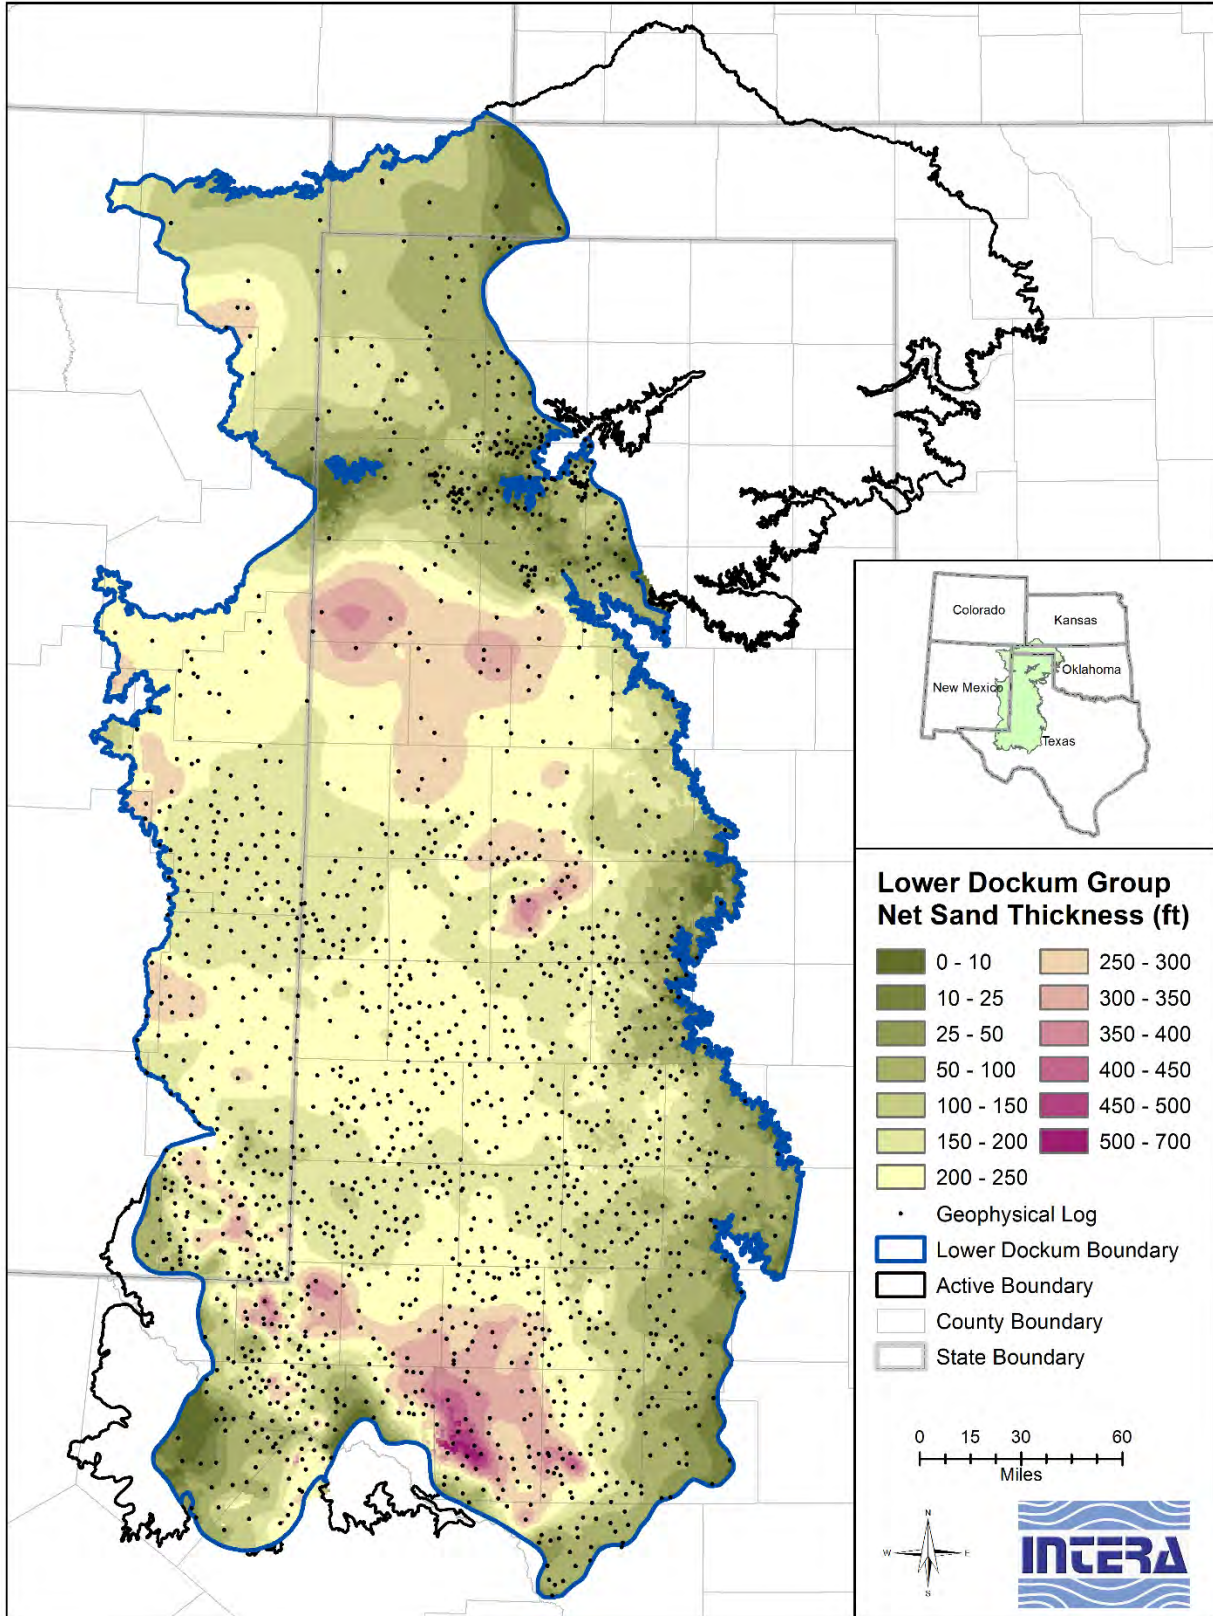 Colorado
Kansas
New Mexico
Oklahoma
Texas
Lower Dockum Group
Net Sand Thickness (ft)
0 - 10
10 - 25
25 - 50
50 - 100
100 - 150
150 - 200
200 - 250
250 - 300
300 - 350
350 - 400
400 - 450
450 - 500
500 - 700
Geophysical Log
Lower Dockum Boundary
Active Boundary
County Boundary
State Boundary
0 15 30 60
Miles
N
W E
S
INTERA